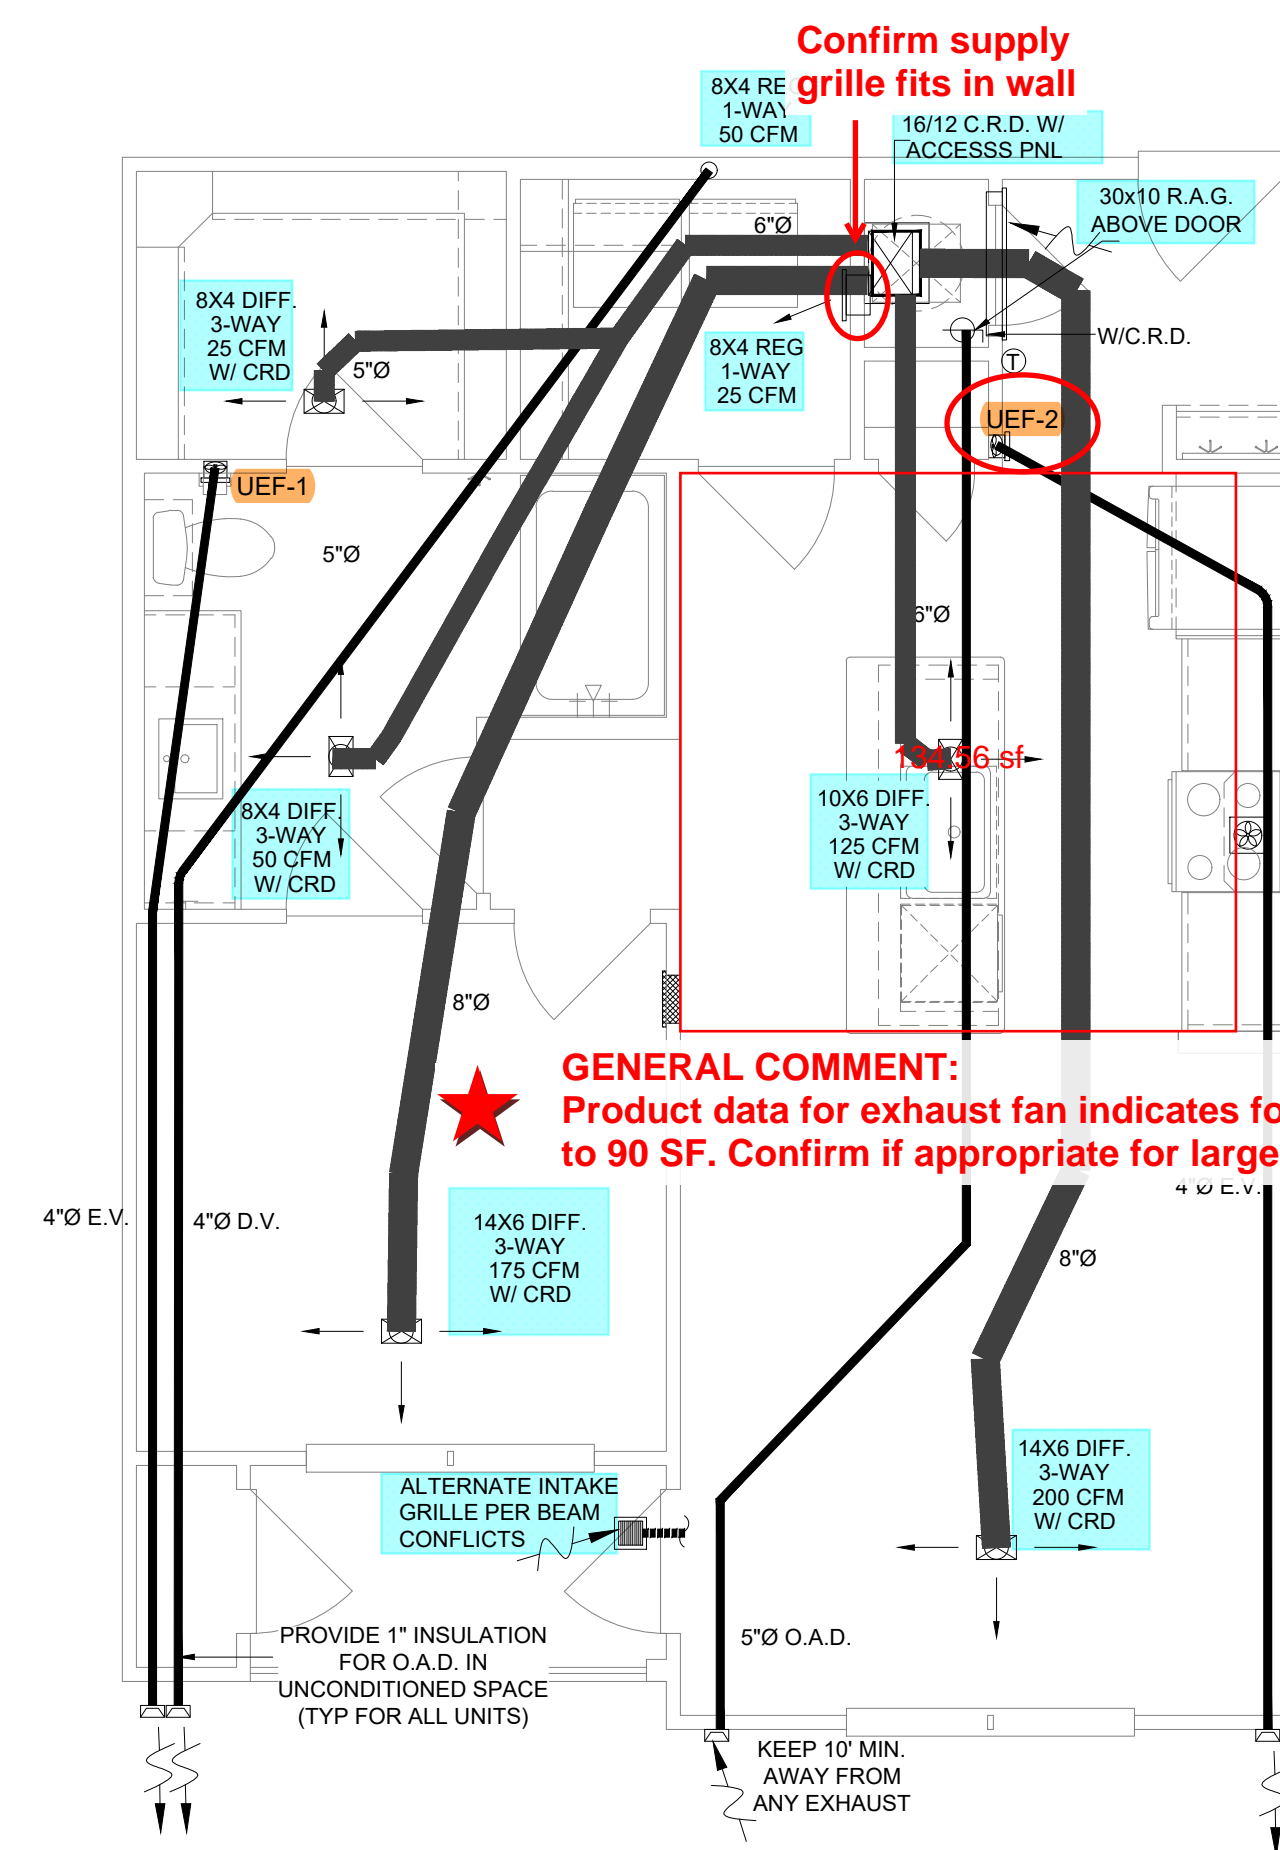 Confirm supply
grille fits in wall
8X4 REG
1-WAY
50 CFM
16/12 C.R.D. W/
ACCESSS PNL
30x10 R.A.G.
ABOVE DOOR
6"Ø
8X4 DIFF.
3-WAY
25 CFM
W/ CRD
5"Ø
8X4 REG
1-WAY
25 CFM
W/C.R.D.
T
UEF-2
UEF-1
5"Ø
6"Ø
134.56 sf
8X4 DIFF.
3-WAY
50 CFM
W/ CRD
10X6 DIFF.
3-WAY
125 CFM
W/ CRD
8"Ø
GENERAL COMMENT:
Product data for exhaust fan indicates fo
to 90 SF. Confirm if appropriate for large
4"Ø E.V.
4"Ø E.V.
4"Ø D.V.
14X6 DIFF.
3-WAY
175 CFM
W/ CRD
8"Ø
14X6 DIFF.
3-WAY
200 CFM
W/ CRD
ALTERNATE INTAKE
GRILLE PER BEAM
CONFLICTS
PROVIDE 1" INSULATION
FOR O.A.D. IN
UNCONDITIONED SPACE
(TYP FOR ALL UNITS)
5"Ø O.A.D.
KEEP 10' MIN.
AWAY FROM
ANY EXHAUST